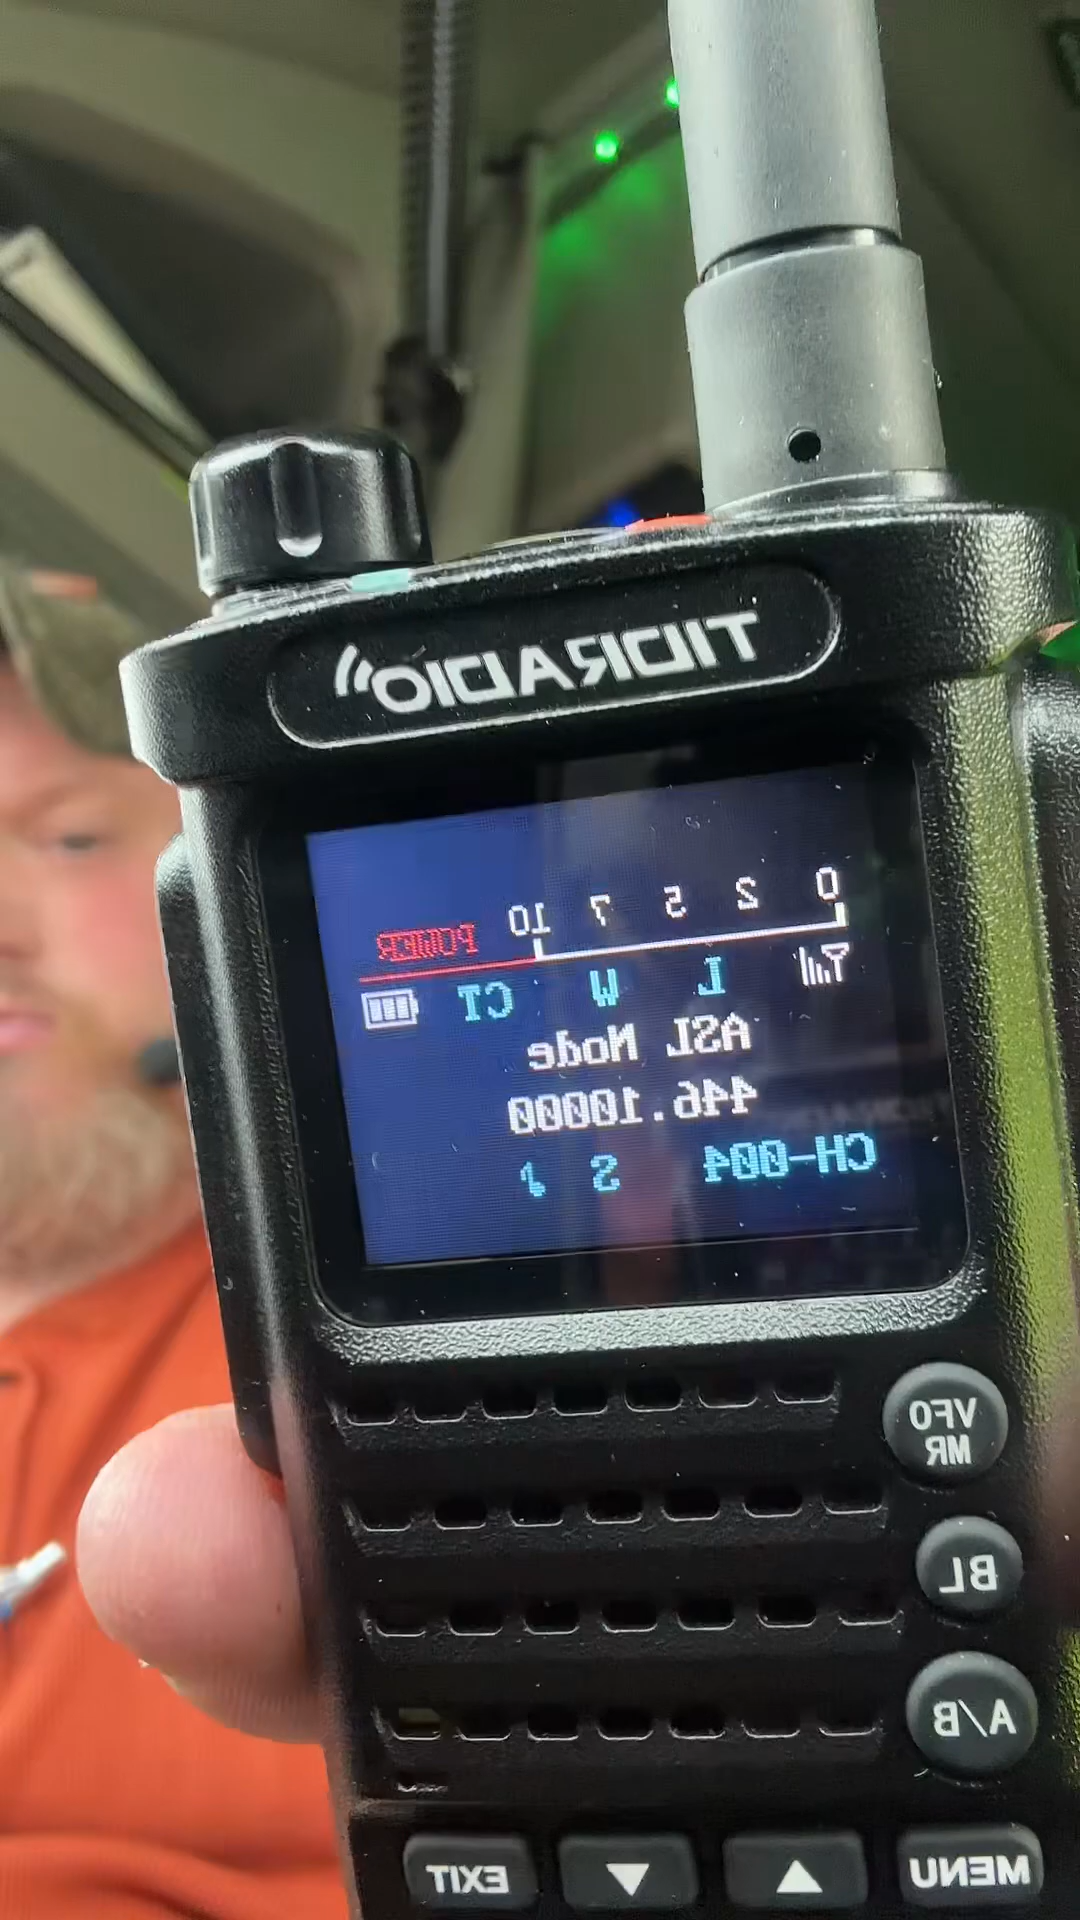 TIDRADIO
0 2 5 7 10 POWER
L W CT
ASL Node
446.10000
CH-004 S
VFO
MR
BL
A/B
MENU ▲ ▼ EXIT